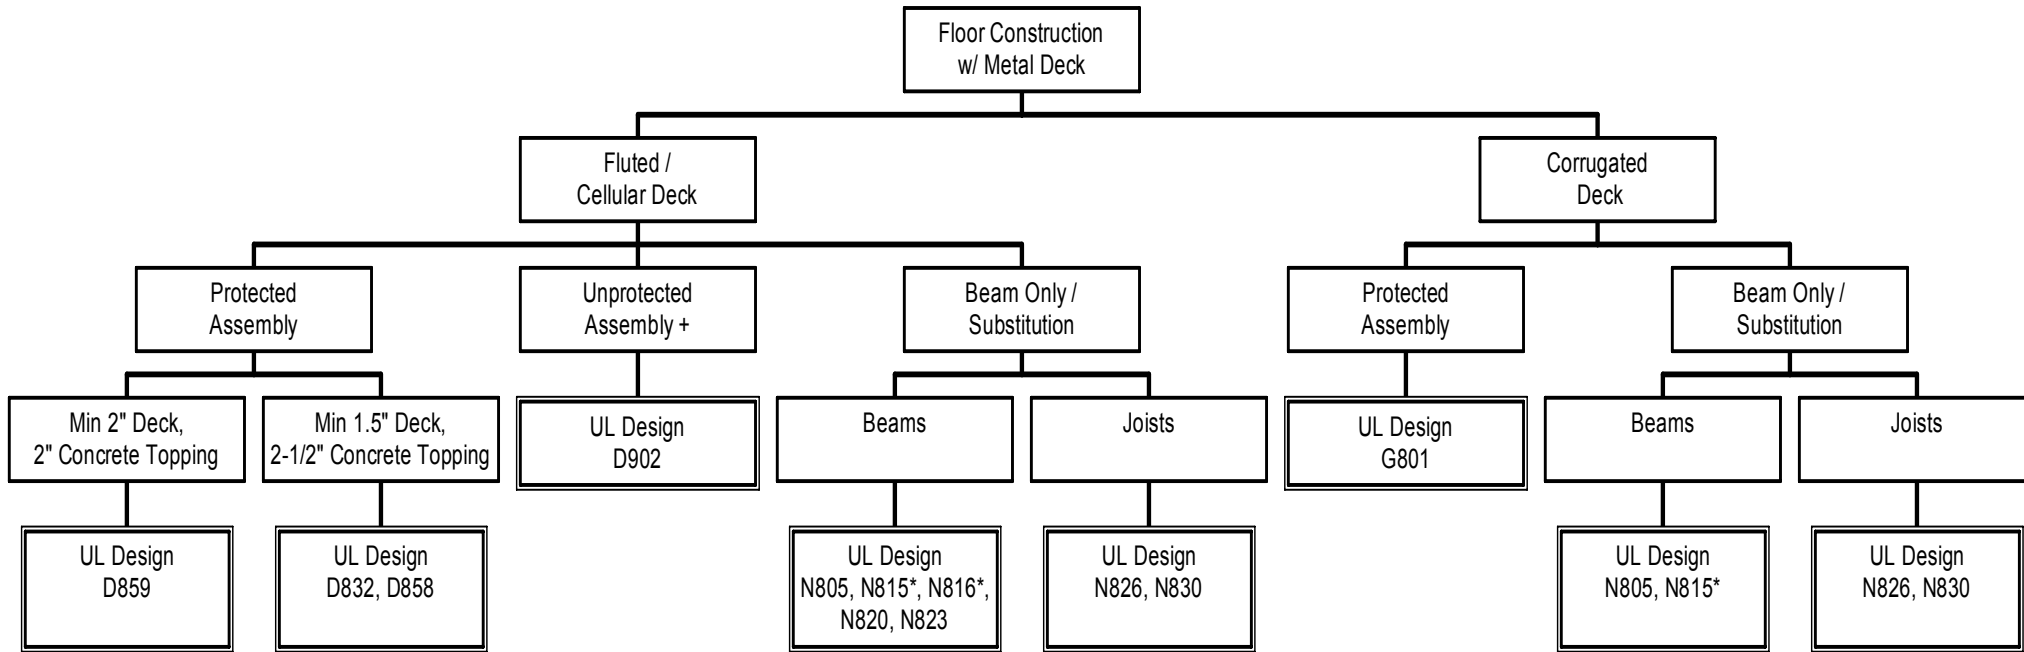 Floor Construction
w/ Metal Deck
Fluted /
Cellular Deck
Corrugated
Deck
Protected
Assembly
Unprotected
Assembly +
Beam Only /
Substitution
Protected
Assembly
Beam Only /
Substitution
Min 2" Deck,
2" Concrete Topping
Min 1.5" Deck,
2-1/2" Concrete Topping
UL Design
D902
Beams
Joists
UL Design
G801
Beams
Joists
UL Design
D859
UL Design
D832, D858
UL Design
N805, N815*, N816*,
N820, N823
UL Design
N826, N830
UL Design
N805, N815*
UL Design
N826, N830